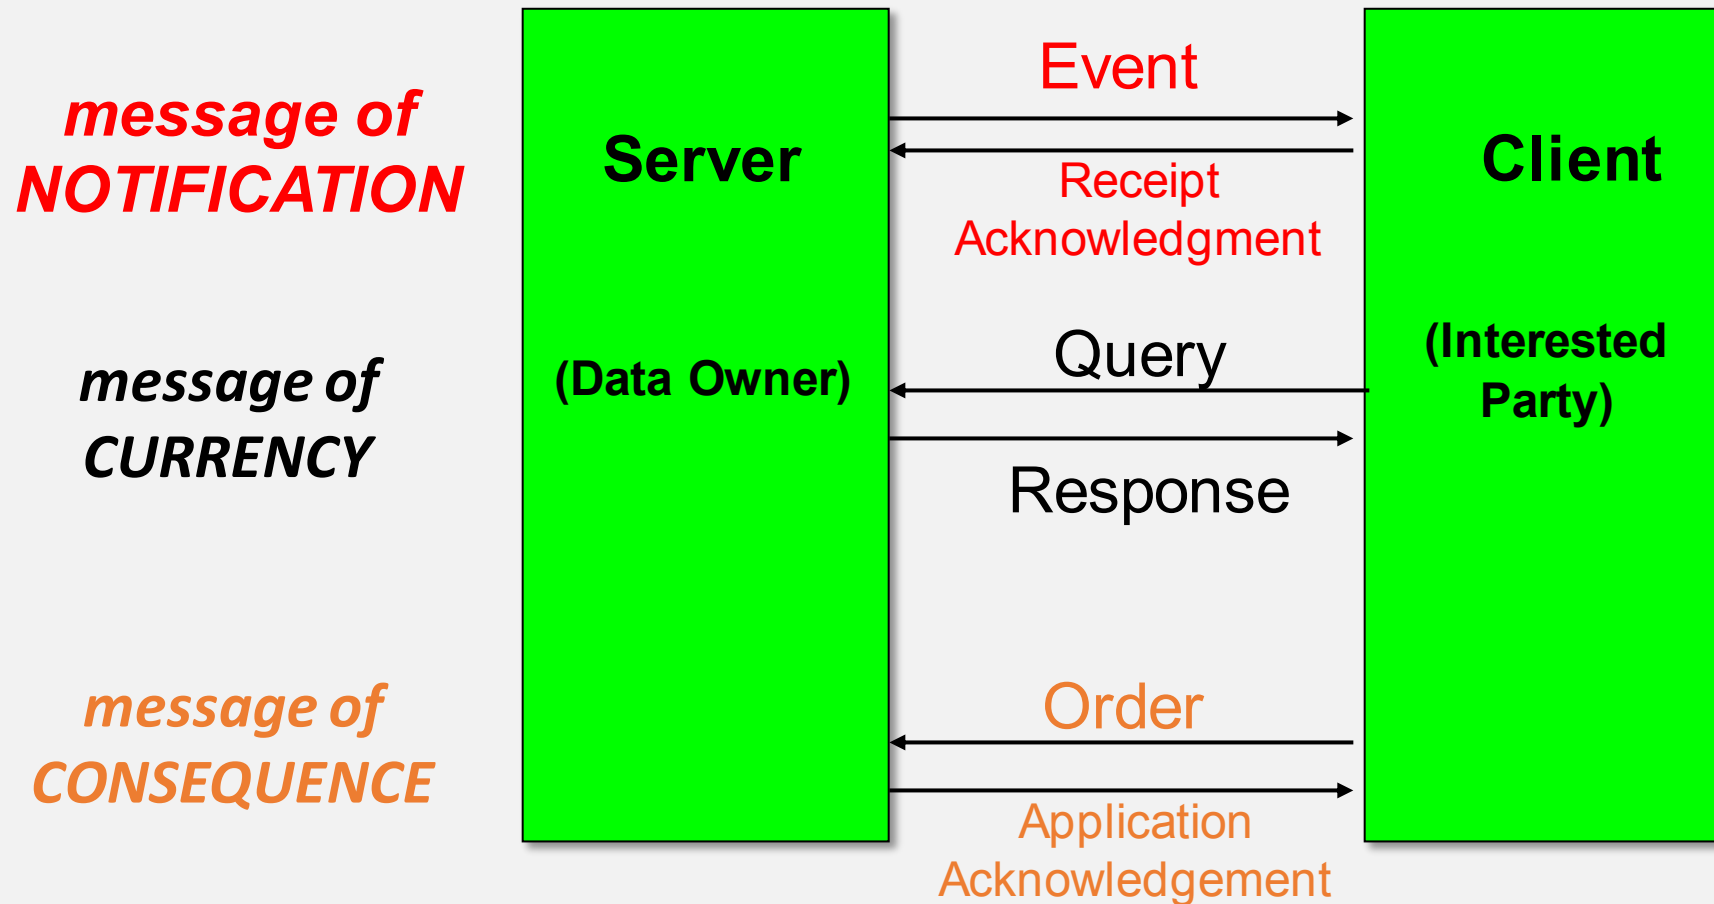 message of
NOTIFICATION
Server
Event
Receipt
Acknowledgment
Client
message of
CURRENCY
(Data Owner)
Query
Response
(Interested
Party)
message of
CONSEQUENCE
Order
Application
Acknowledgement